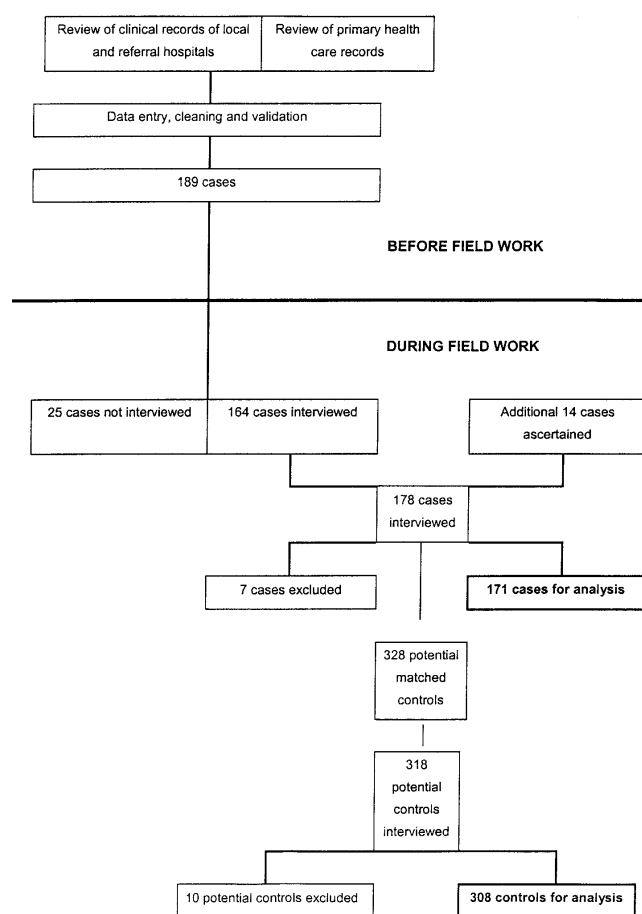 Review of clinical records of local
and referral hospitals
Review of primary health
care records
Data entry, cleaning and validation
189 cases
BEFORE FIELD WORK
DURING FIELD WORK
25 cases not interviewed
164 cases interviewed
Additional 14 cases
ascertained
178 cases
interviewed
7 cases excluded
171 cases for analysis
328 potential
matched
controls
318
potential
controls
interviewed
10 potential controls excluded
308 controls for analysis